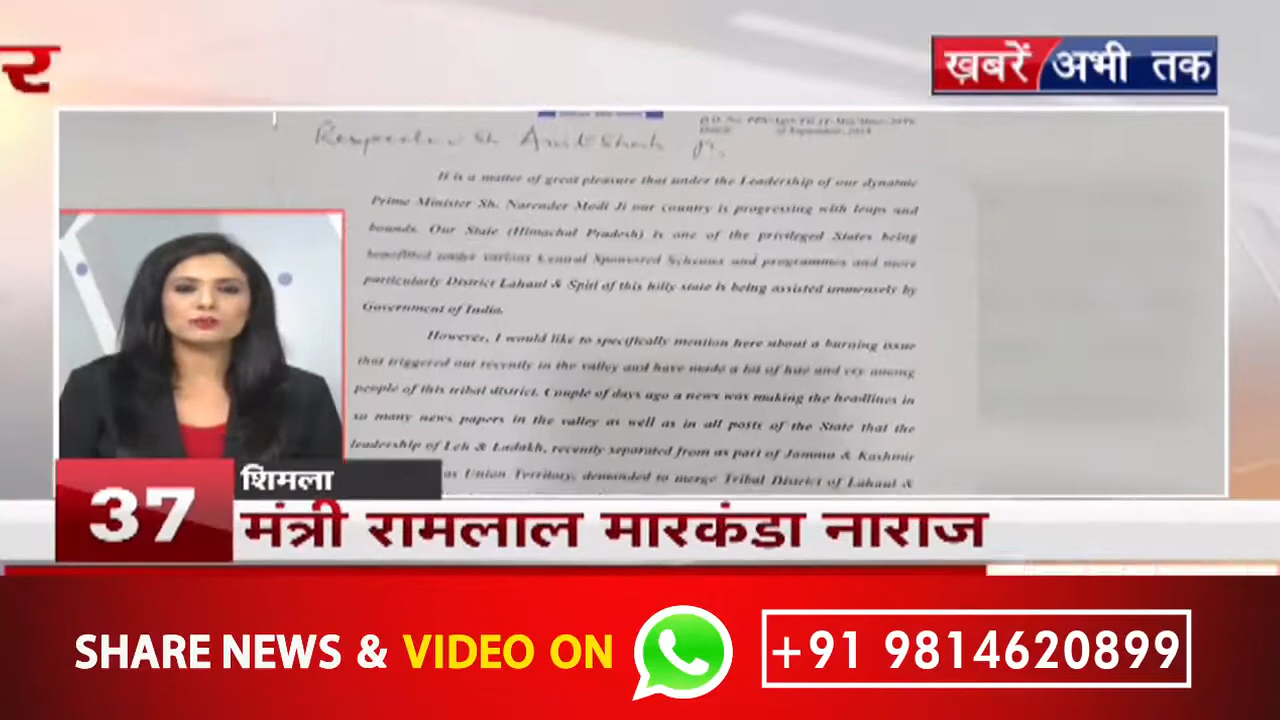 र
ख़बरें अभी तक
Amit Shah Ji,
It is a matter of great pleasure that under the Leadership of our dynamic
Prime Minister Sh. Narender Modi Ji our country is progressing with leaps and
bounds. Our State (Himachal Pradesh) is one of the privileged States being
benefitted under various Central Sponsored Schemes and programmes and more
particularly District Lahaul & Spiti of this hilly state is being assisted immensely by
Government of India.
However, I would like to specifically mention here about a burning issue
that triggered out recently in the valley and have made a lot of hue and cry among
people of this tribal district. Couple of days ago a news was making the headlines in
so many news papers in the valley as well as in all posts of the State that the
leadership of Leh & Ladakh, recently separated from as part of Jammu & Kashmir
as Union Territory, demanded to merge Tribal District of Lahaul &
37
शिमला
मंत्री रामलाल मारकंडा नाराज
SHARE NEWS & VIDEO ON
+91 9814620899